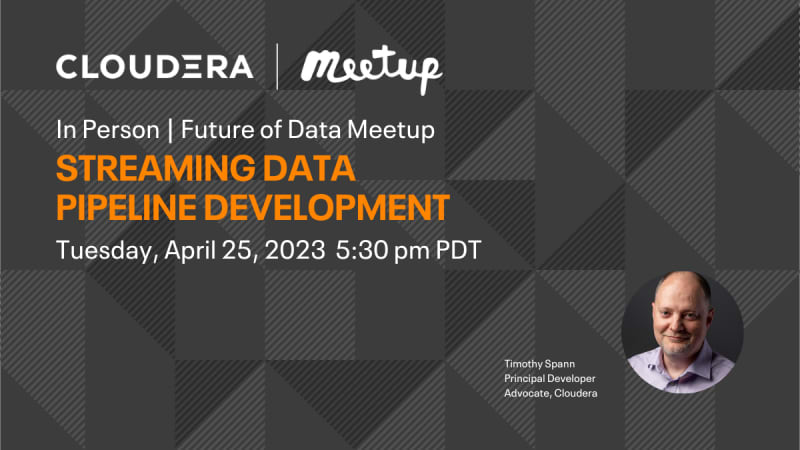 CLOUDERA | Meetup
In Person | Future of Data Meetup
STREAMING DATA
PIPELINE DEVELOPMENT
Tuesday, April 25, 2023 5:30 pm PDT
Timothy Spann
Principal Developer
Advocate, Cloudera